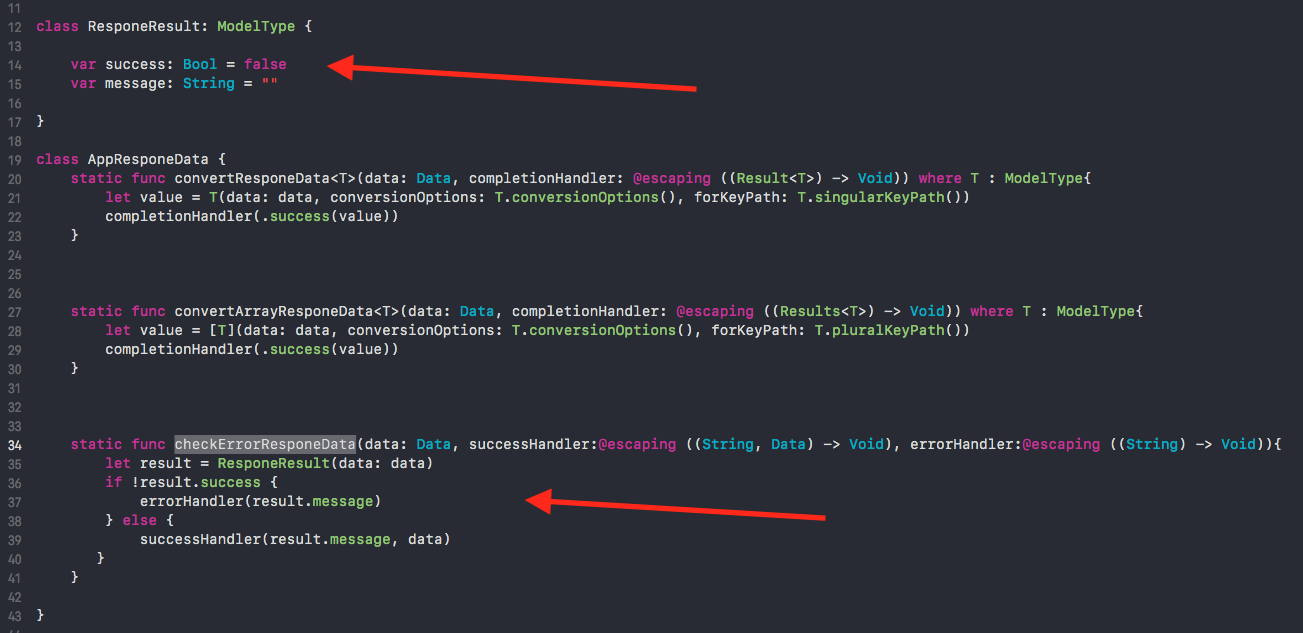 11
12 class ResponeResult: ModelType {
13
14     var success: Bool = false
15     var message: String = ""
16
17 }
18
19 class AppResponeData {
20     static func convertResponeData<T>(data: Data, completionHandler: @escaping ((Result<T>) -> Void)) where T : ModelType{
21         let value = T(data: data, conversionOptions: T.conversionOptions(), forKeyPath: T.singularKeyPath())
22         completionHandler(.success(value))
23     }
24
25
26
27     static func convertArrayResponeData<T>(data: Data, completionHandler: @escaping ((Results<T>) -> Void)) where T : ModelType{
28         let value = [T](data: data, conversionOptions: T.conversionOptions(), forKeyPath: T.pluralKeyPath())
29         completionHandler(.success(value))
30     }
31
32
33
34     static func checkErrorResponeData(data: Data, successHandler:@escaping ((String, Data) -> Void), errorHandler:@escaping ((String) -> Void)){
35         let result = ResponeResult(data: data)
36         if !result.success {
37             errorHandler(result.message)
38         } else {
39             successHandler(result.message, data)
40        }
41     }
42
43 }